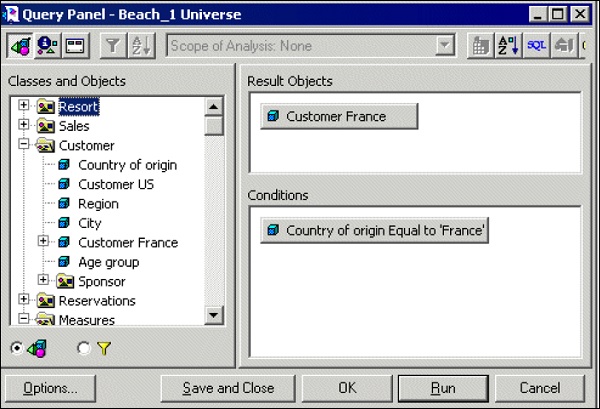 Query Panel - Beach_1 Universe
Scope of Analysis: None
SQL
Classes and Objects
Resort
Sales
Customer
Country of origin
Customer US
Region
City
Customer France
Age group
Sponsor
Reservations
Measures
Result Objects
Customer France
Conditions
Country of origin Equal to 'France'
Options...
Save and Close
OK
Run
Cancel